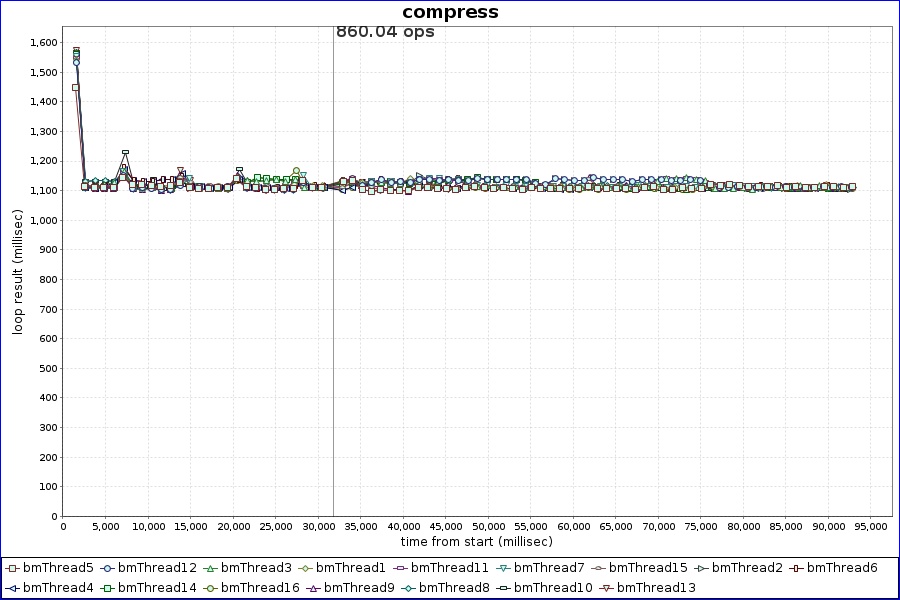 compress
860.04 ops
1,600
1,500
1,400
1,300
1,200
1,100
1,000
900
800
700
600
500
400
300
200
100
0
loop result (millisec)
0 5,000 10,000 15,000 20,000 25,000 30,000 35,000 40,000 45,000 50,000 55,000 60,000 65,000 70,000 75,000 80,000 85,000 90,000 95,000
time from start (millisec)
bmThread5 bmThread12 bmThread3 bmThread1 bmThread11 bmThread7 bmThread15 bmThread2 bmThread6
bmThread4 bmThread14 bmThread16 bmThread9 bmThread8 bmThread10 bmThread13